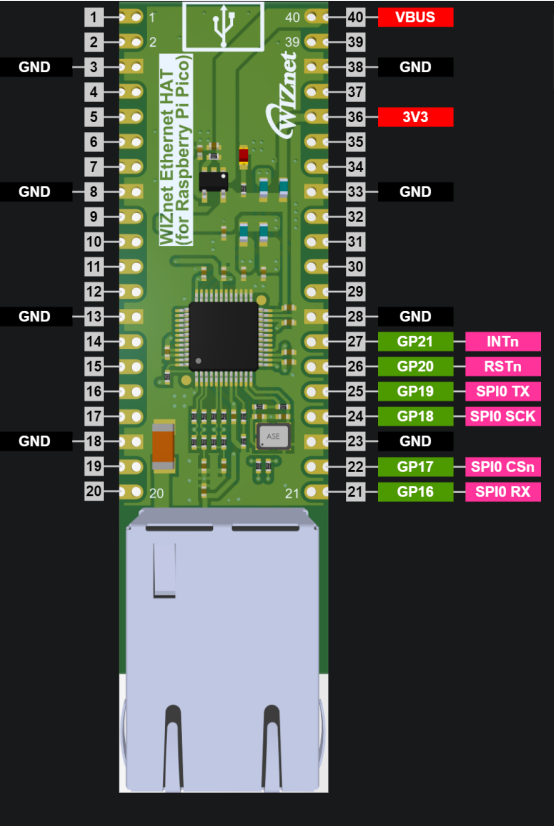 1 1 40 40 VBUS
2 2 39 39
GND 3 38 GND
4 37
5 36 3V3
6 35
7 34
GND 8 33 GND
9 32
10 31
11 30
12 29
GND 13 28 GND
14 27 GP21 INTn
15 26 GP20 RSTn
16 25 GP19 SPI0 TX
17 24 GP18 SPI0 SCK
GND 18 23 GND
19 22 GP17 SPI0 CSn
20 20 21 21 GP16 SPI0 RX
WIZnet Ethernet HAT
(for Raspberry Pi Pico)
WIZnet
ASE